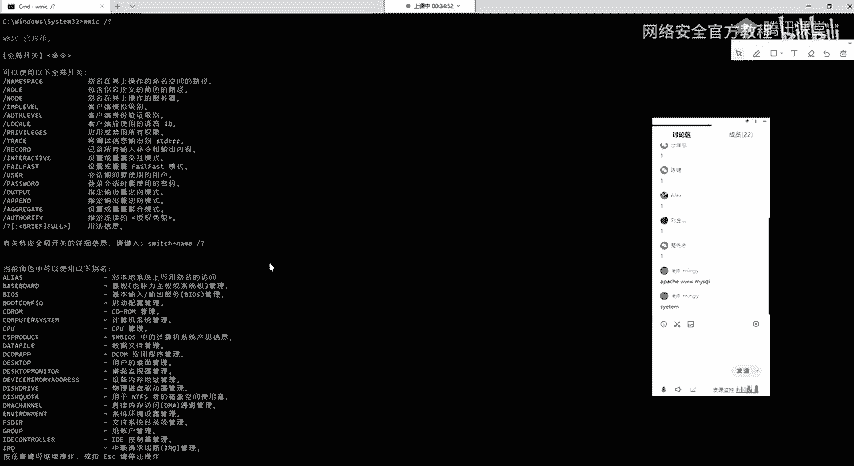 Cmd - wmic /?
上课中 00:34:52
网络安全官方教程
腾讯课堂
C:\Windows\System32>wmic /?
[全局开关] <命令>
可以使用以下全局开关:
/NAMESPACE 别名在其上操作的命名空间的路径。
/ROLE 包含别名定义的角色的路径。
/NODE 别名在其上操作的服务器。
/IMPLEVEL 客户端模拟级别。
/AUTHLEVEL 客户端身份验证级别。
/LOCALE 客户端应使用的语言 ID。
/PRIVILEGES 启用或禁用所有权限。
/TRACE 将调试信息输出到 stderr。
/RECORD 记录所有输入命令和输出内容。
/INTERACTIVE 设置或重置交互模式。
/FAILFAST 设置或重置 FailFast 模式。
/USER 会话期间要使用的用户。
/PASSWORD 登录会话时要使用的密码。
/OUTPUT 指定输出重定向模式。
/APPEND 指定输出重定向模式。
/AGGREGATE 设置或重置聚合模式。
/AUTHORITY 指定连接的 <授权类型>。
/?[:<BRIEF|FULL>] 用法信息。
有关特定全局开关的详细信息，请键入: switch-name /?
当前角色中可以使用以下别名:
ALIAS - 对本地系统上可用别名的访问
BASEBOARD - 基板(也称为主板或系统板)管理。
BIOS - 基本输入/输出服务(BIOS)管理。
BOOTCONFIG - 启动配置管理。
CDROM - CD-ROM 管理。
COMPUTERSYSTEM - 计算机系统管理。
CPU - CPU 管理。
CSPRODUCT - SMBIOS 中的计算机系统产品信息。
DATAFILE - 数据文件管理。
DCOMAPP - DCOM 应用程序管理。
DESKTOP - 用户的桌面管理。
DESKTOPMONITOR - 桌面监视器管理。
DEVICEMEMORYADDRESS - 设备内存地址管理。
DISKDRIVE - 物理磁盘驱动器管理。
DISKQUOTA - 用于 NTFS 卷的磁盘空间使用量。
DMACHANNEL - 直接内存访问(DMA)通道管理。
ENVIRONMENT - 系统环境设置管理。
FSDIR - 文件系统目录管理。
GROUP - 组帐户管理。
IDECONTROLLER - IDE 控制器管理。
IRQ - 中断请求线路(IRQ)管理。
按任意键可继续操作，或按 Esc 键停止操作
讨论区
1
1
1
1
1
apache www mysql
system